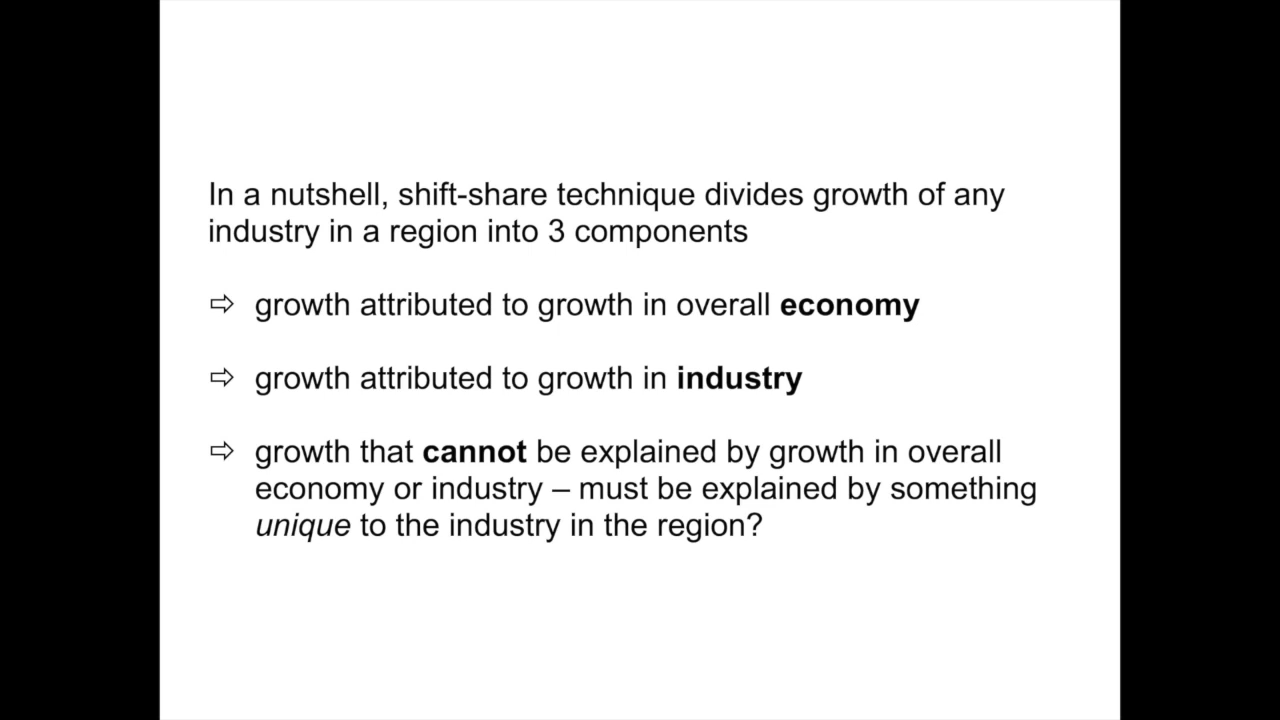 In a nutshell, shift-share technique divides growth of any
industry in a region into 3 components
⇨ growth attributed to growth in overall economy
⇨ growth attributed to growth in industry
⇨ growth that cannot be explained by growth in overall
economy or industry – must be explained by something
unique to the industry in the region?